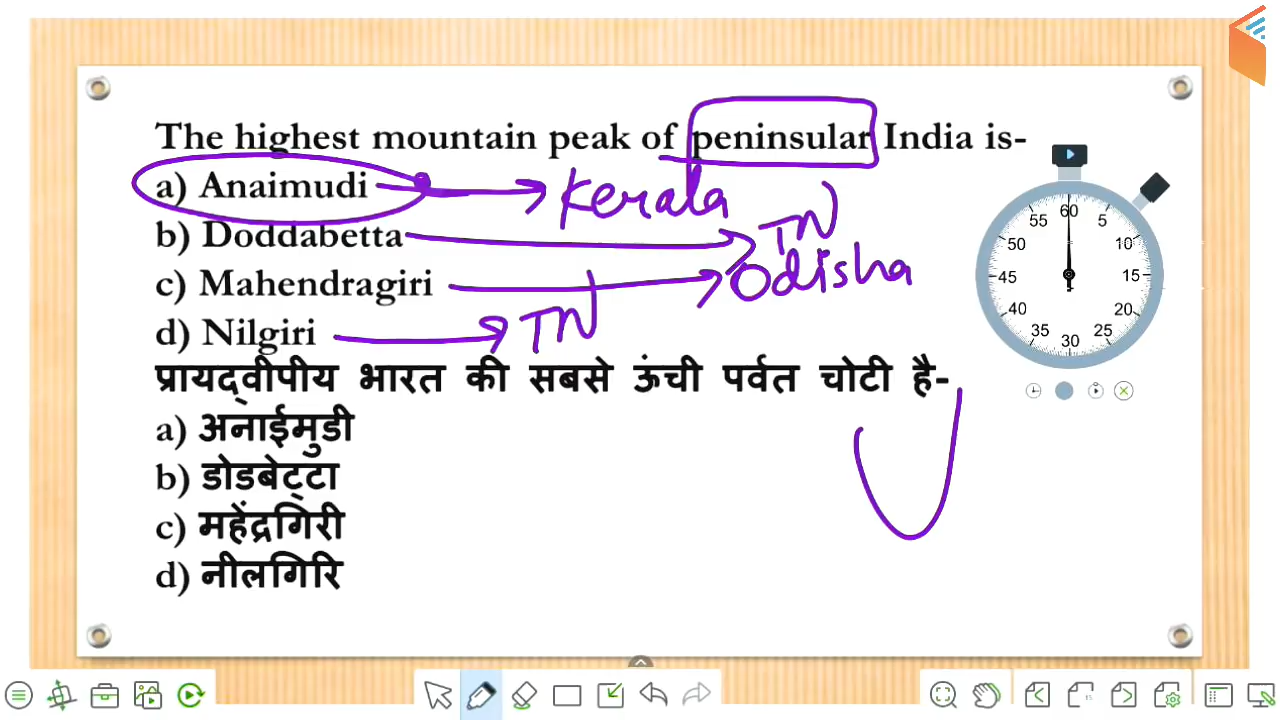 The highest mountain peak of peninsular India is-
a) Anaimudi Kerala
b) Doddabetta TN
c) Mahendragiri Odisha
d) Nilgiri TN
प्रायद्वीपीय भारत की सबसे ऊंची पर्वत चोटी है-
a) अनाईमुडी
b) डोडबेट्टा
c) महेंद्रगिरी
d) नीलगिरि
60
55 5
50 10
45 15
40 20
35 25
30